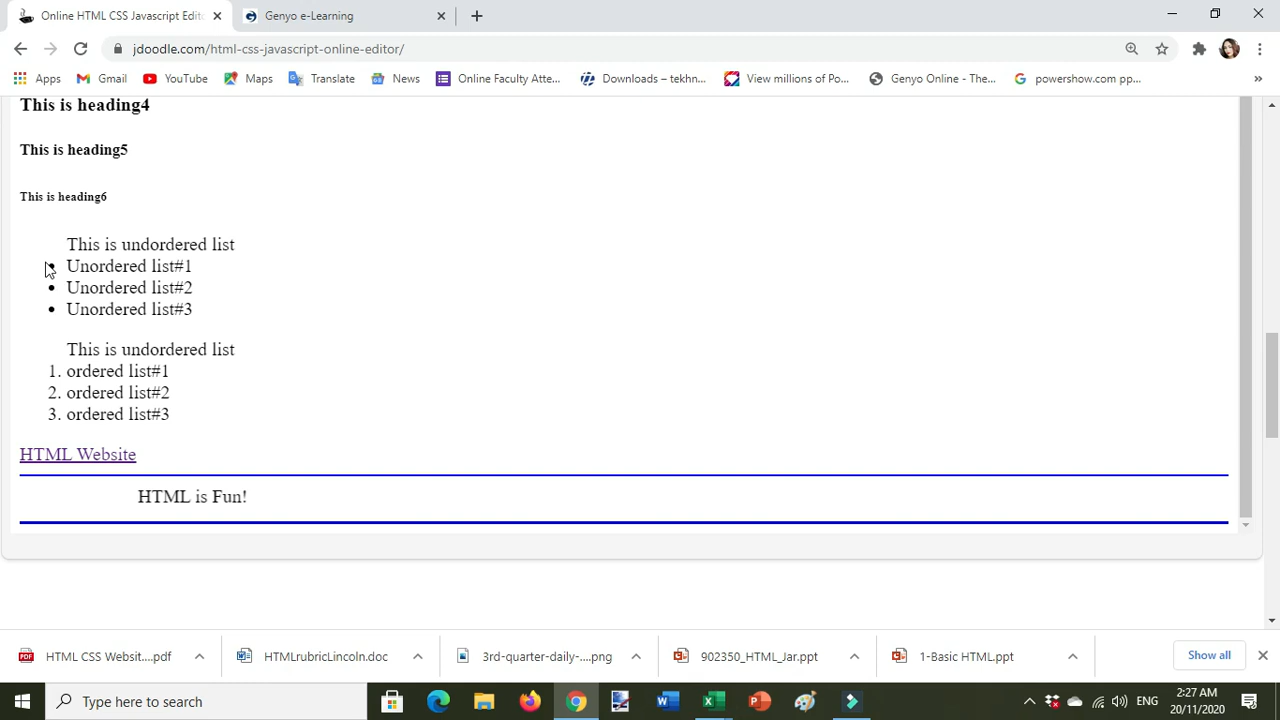 Online HTML CSS Javascript Edit
Genyo e-Learning
jdoodle.com/html-css-javascript-online-editor/
Apps
Gmail
YouTube
Maps
Translate
News
Online Faculty Atte...
Downloads – tekhn...
View millions of Po...
Genyo Online - The...
powershow.com pp...
»
This is heading4
This is heading5
This is heading6
This is undordered list
• Unordered list#1
• Unordered list#2
• Unordered list#3
This is undordered list
1. ordered list#1
2. ordered list#2
3. ordered list#3
HTML Website
HTML is Fun!
HTML CSS Websit....pdf
HTMLrubricLincoln.doc
3rd-quarter-daily-....png
902350_HTML_Jar.ppt
1-Basic HTML.ppt
Show all
Type here to search
ENG
2:27 AM
20/11/2020